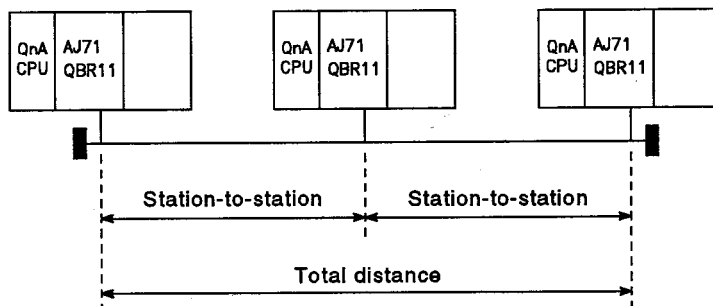 QnA CPU
AJ71 QBR11
QnA CPU
AJ71 QBR11
QnA CPU
AJ71 QBR11
Station-to-station
Station-to-station
Total distance